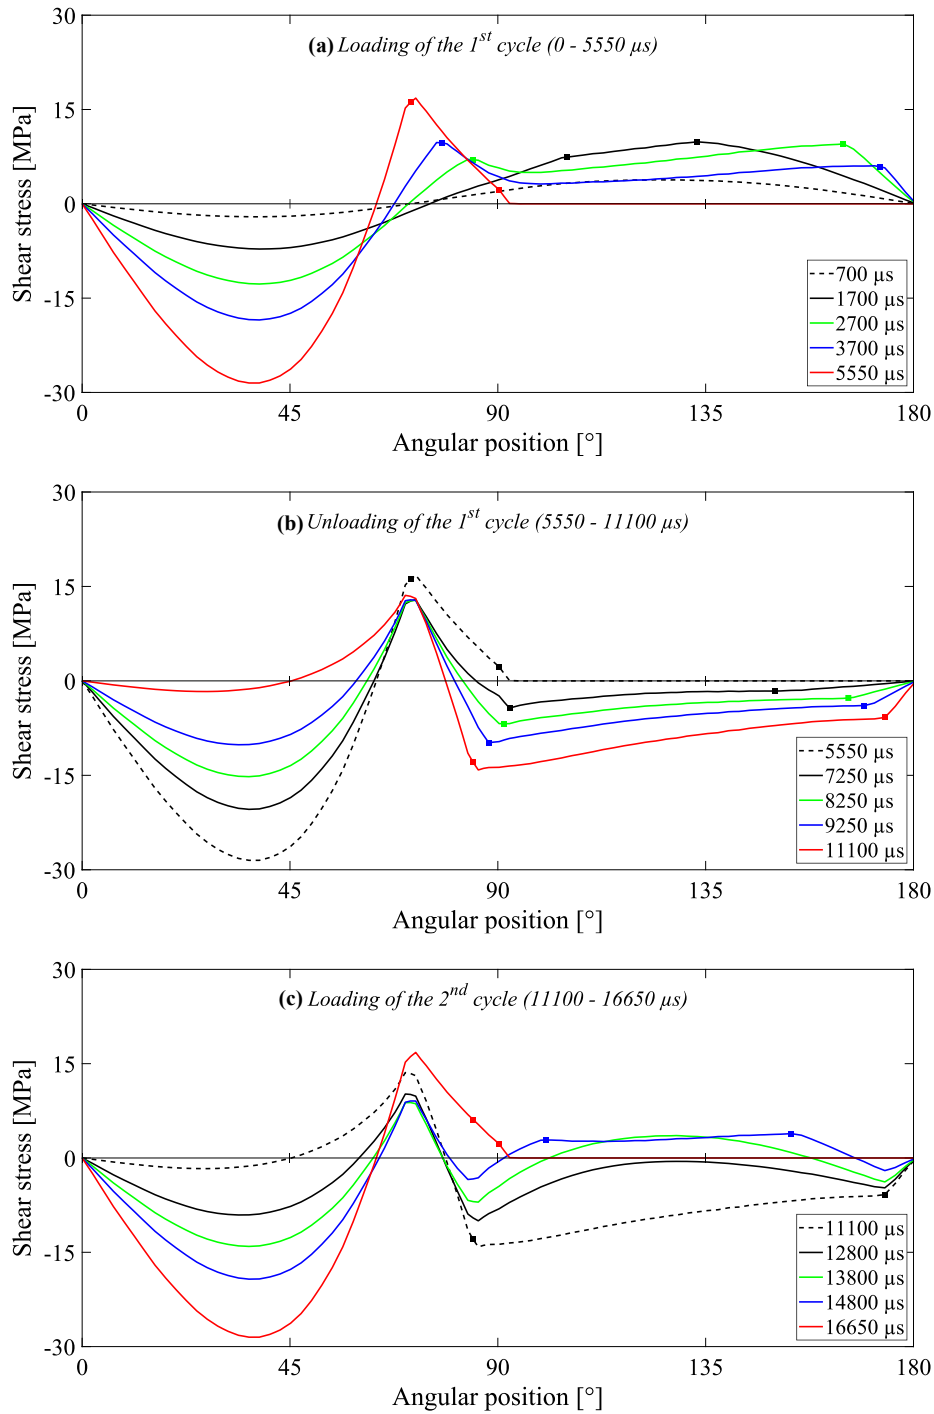 30
(a) Loading of the 1st cycle (0 - 5550 µs)
15
0
-15
-30
Shear stress [MPa]
700 µs
1700 µs
2700 µs
3700 µs
5550 µs
0 45 90 135 180
Angular position [°]
30
(b) Unloading of the 1st cycle (5550 - 11100 µs)
15
0
-15
-30
Shear stress [MPa]
5550 µs
7250 µs
8250 µs
9250 µs
11100 µs
0 45 90 135 180
Angular position [°]
30
(c) Loading of the 2nd cycle (11100 - 16650 µs)
15
0
-15
-30
Shear stress [MPa]
11100 µs
12800 µs
13800 µs
14800 µs
16650 µs
0 45 90 135 180
Angular position [°]